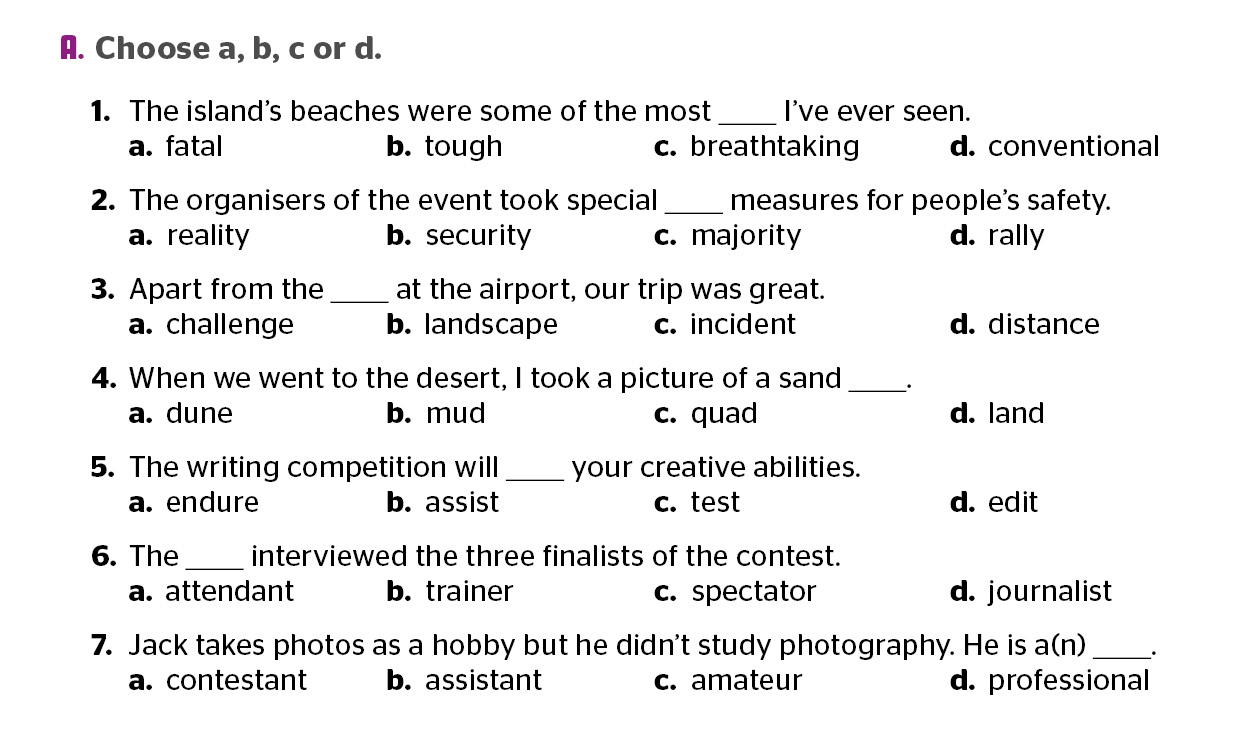 A. Choose a, b, c or d.
1. The island’s beaches were some of the most ____ I’ve ever seen.
a. fatal b. tough c. breathtaking d. conventional
2. The organisers of the event took special ____ measures for people’s safety.
a. reality b. security c. majority d. rally
3. Apart from the ____ at the airport, our trip was great.
a. challenge b. landscape c. incident d. distance
4. When we went to the desert, I took a picture of a sand ____.
a. dune b. mud c. quad d. land
5. The writing competition will ____ your creative abilities.
a. endure b. assist c. test d. edit
6. The ____ interviewed the three finalists of the contest.
a. attendant b. trainer c. spectator d. journalist
7. Jack takes photos as a hobby but he didn’t study photography. He is a(n) ____.
a. contestant b. assistant c. amateur d. professional